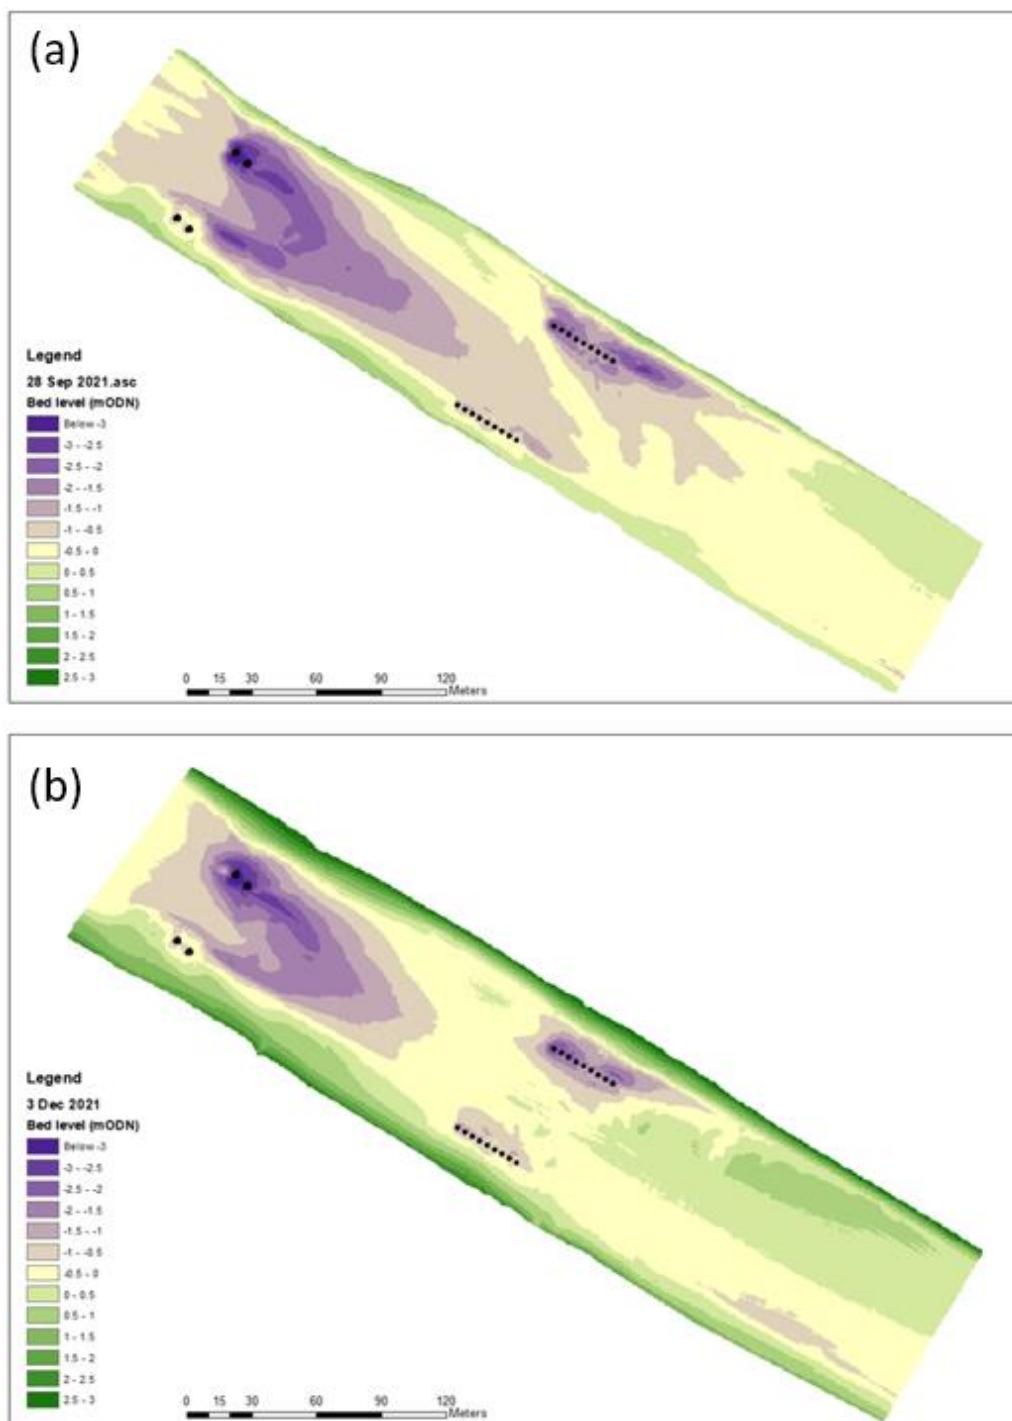 (a)
Legend
28 Sep 2021.asc
Bed level (mODN)
Below -3
-3 - -2.5
-2.5 - -2
-2 - -1.5
-1.5 - -1
-1 - -0.5
-0.5 - 0
0 - 0.5
0.5 - 1
1 - 1.5
1.5 - 2
2 - 2.5
2.5 - 3
0 15 30 60 90 120
Meters
(b)
Legend
3 Dec 2021
Bed level (mODN)
Below -3
-3 - -2.5
-2.5 - -2
-2 - -1.5
-1.5 - -1
-1 - -0.5
-0.5 - 0
0 - 0.5
0.5 - 1
1 - 1.5
1.5 - 2
2 - 2.5
2.5 - 3
0 15 30 60 90 120
Meters